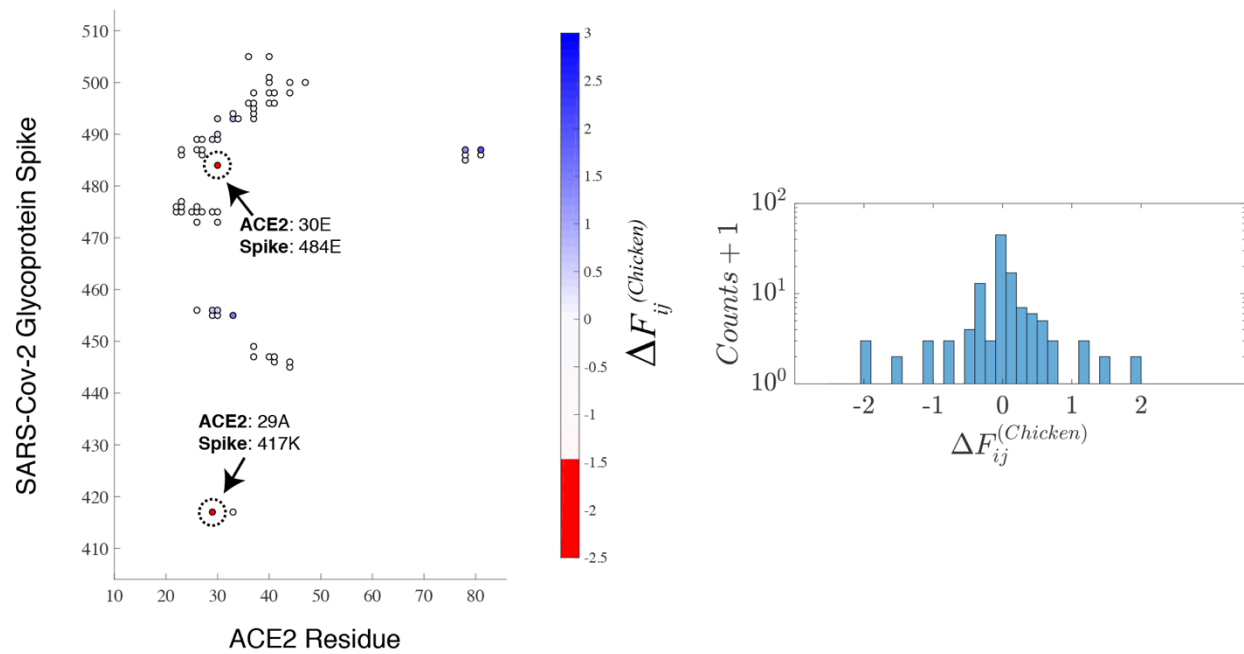 SARS-Cov-2 Glycoprotein Spike
510
500
490
480
470
460
450
440
430
420
410
10 20 30 40 50 60 70 80
ACE2 Residue
ACE2: 30E
Spike: 484E
ACE2: 29A
Spike: 417K
3
2.5
2
1.5
1
0.5
0
-0.5
-1
-1.5
-2
-2.5
ΔF_ij^(Chicken)
Counts + 1
10^2
10^1
10^0
-2 -1 0 1 2
ΔF_ij^(Chicken)